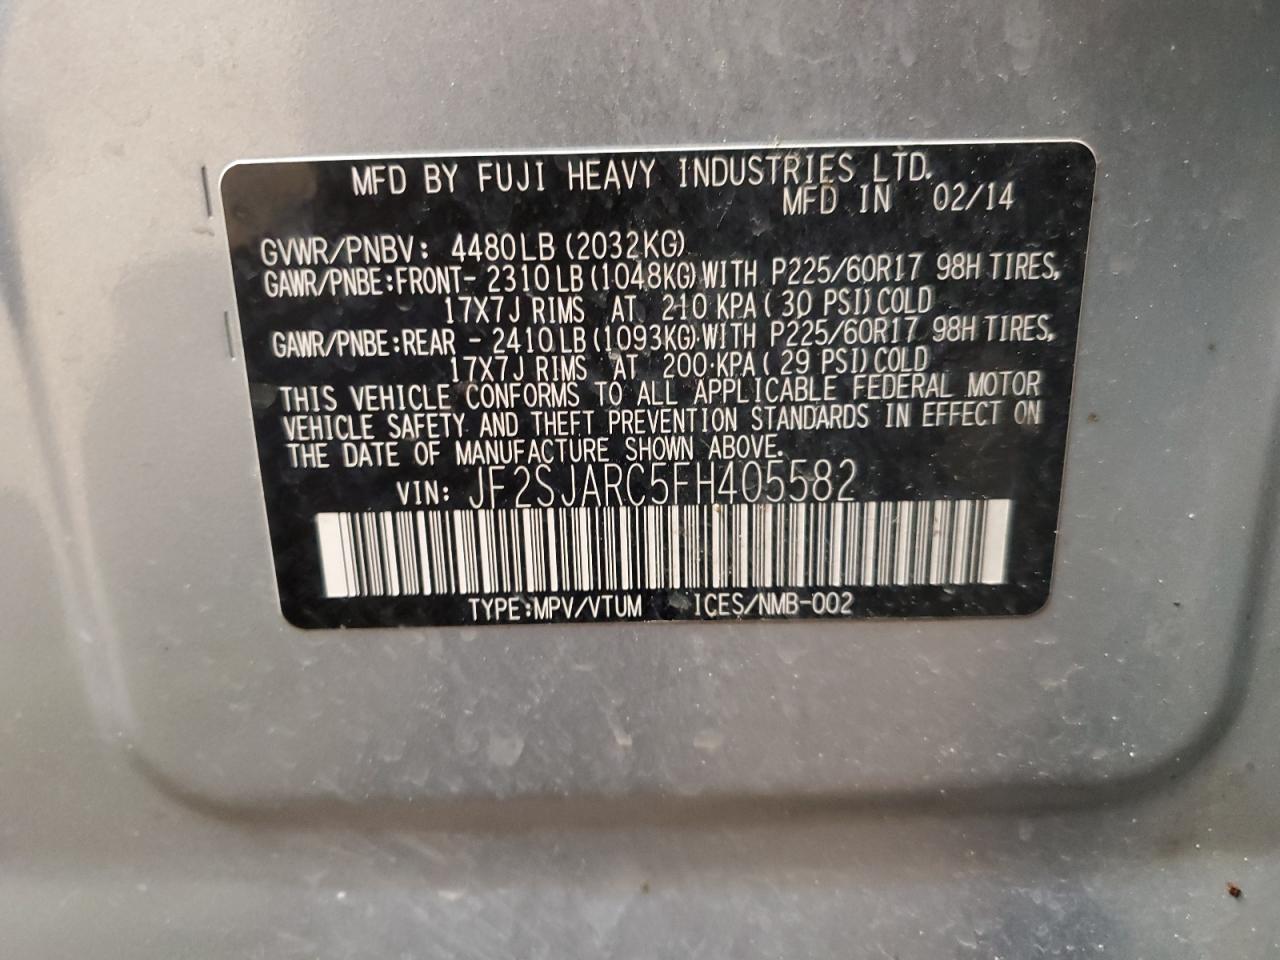 MFD BY FUJI HEAVY INDUSTRIES LTD.
MFD IN 02/14
GVWR/PNBV: 4480LB (2032KG)
GAWR/PNBE:FRONT- 2310 LB (1048KG) WITH P225/60R17 98H TIRES,
17X7J RIMS AT 210 KPA ( 30 PSI) COLD
GAWR/PNBE:REAR - 2410 LB (1093KG) WITH P225/60R17 98H TIRES,
17X7J RIMS AT 200 KPA ( 29 PSI) COLD
THIS VEHICLE CONFORMS TO ALL APPLICABLE FEDERAL MOTOR
VEHICLE SAFETY AND THEFT PREVENTION STANDARDS IN EFFECT ON
THE DATE OF MANUFACTURE SHOWN ABOVE.
VIN: JF2SJARC5FH405582
TYPE:MPV/VTUM ICES/NMB-002